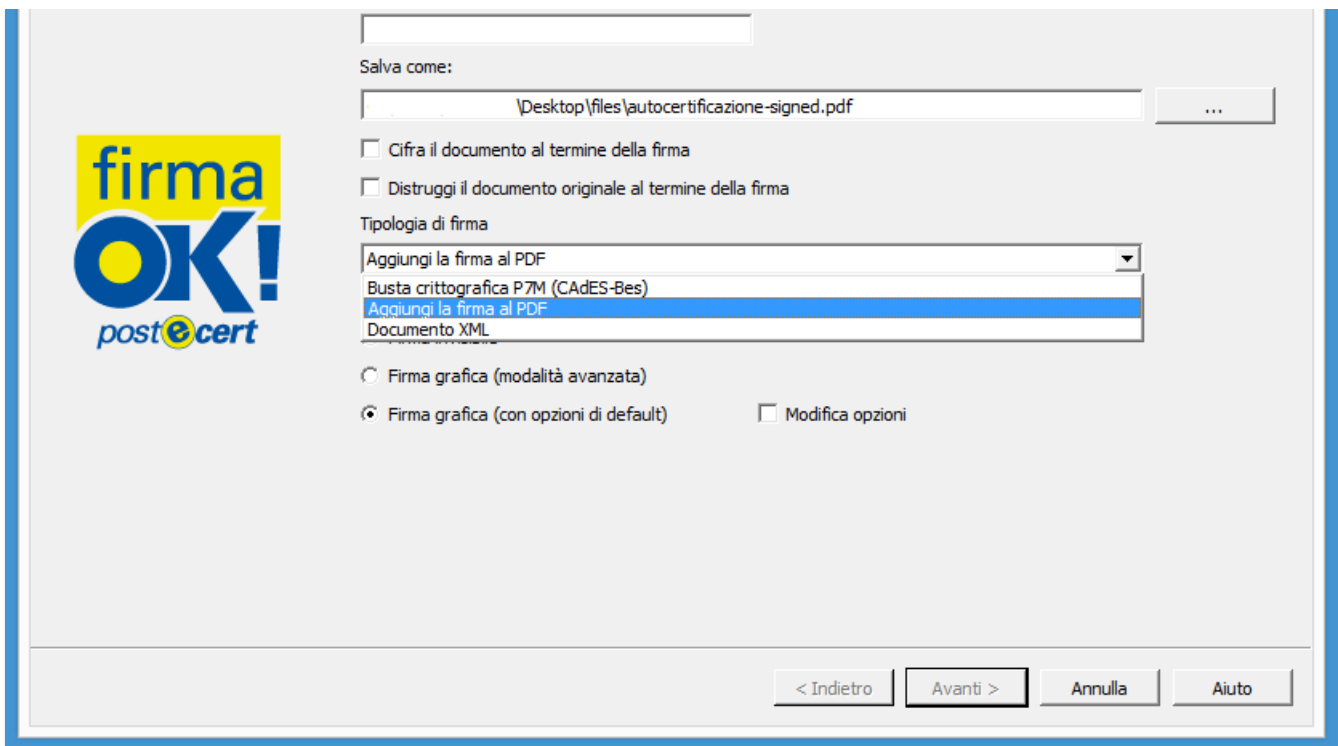 Salva come:
\Desktop\files\autocertificazione-signed.pdf
...
Cifra il documento al termine della firma
Distruggi il documento originale al termine della firma
Tipologia di firma
Aggiungi la firma al PDF
Busta crittografica P7M (CAdES-Bes)
Aggiungi la firma al PDF
Documento XML
Firma grafica (modalità avanzata)
Firma grafica (con opzioni di default)
Modifica opzioni
firma
OK!
postecert
< Indietro
Avanti >
Annulla
Aiuto